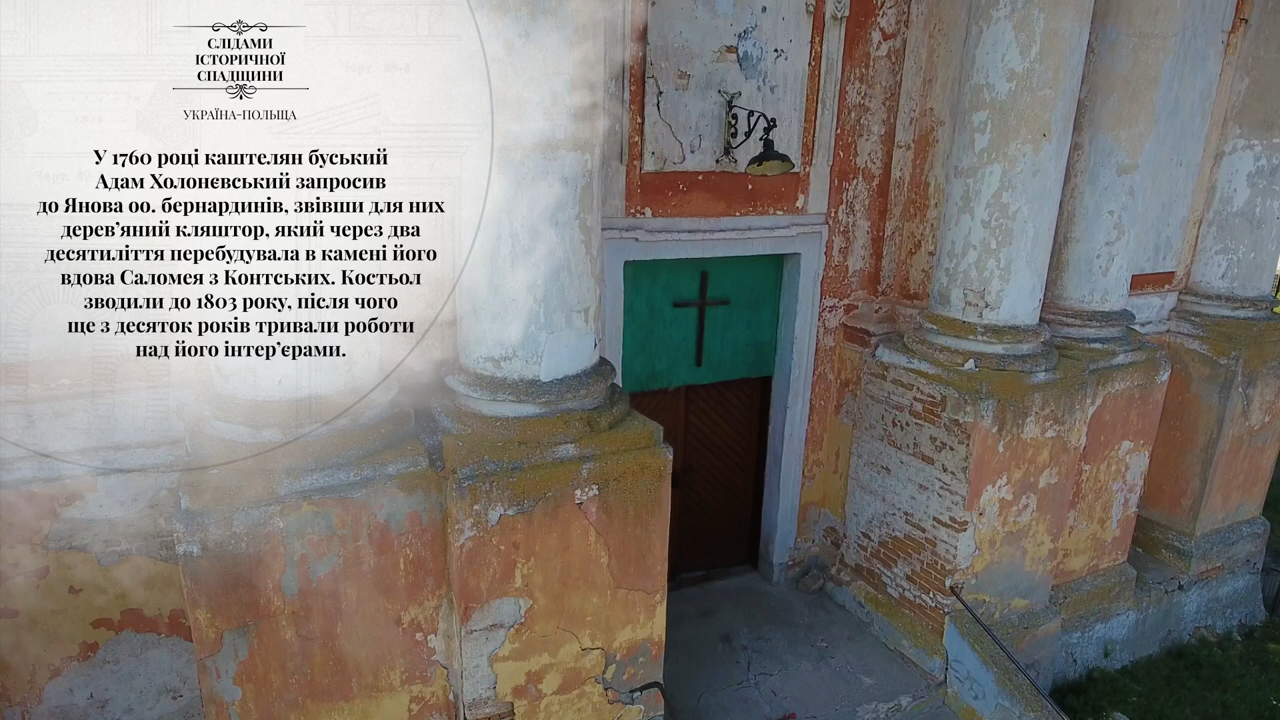 СЛІДАМИ
ІСТОРИЧНОЇ
СПАДЩИНИ
УКРАЇНА-ПОЛЬЩА
У 1760 році каштелян буський
Адам Холонєвський запросив
до Янова оо. бернардинів, звівши для них
дерев’яний кляштор, який через два
десятиліття перебудувала в камені його
вдова Саломея з Контських. Костьол
зводили до 1803 року, після чого
ще з десяток років тривали роботи
над його інтер’єрами.